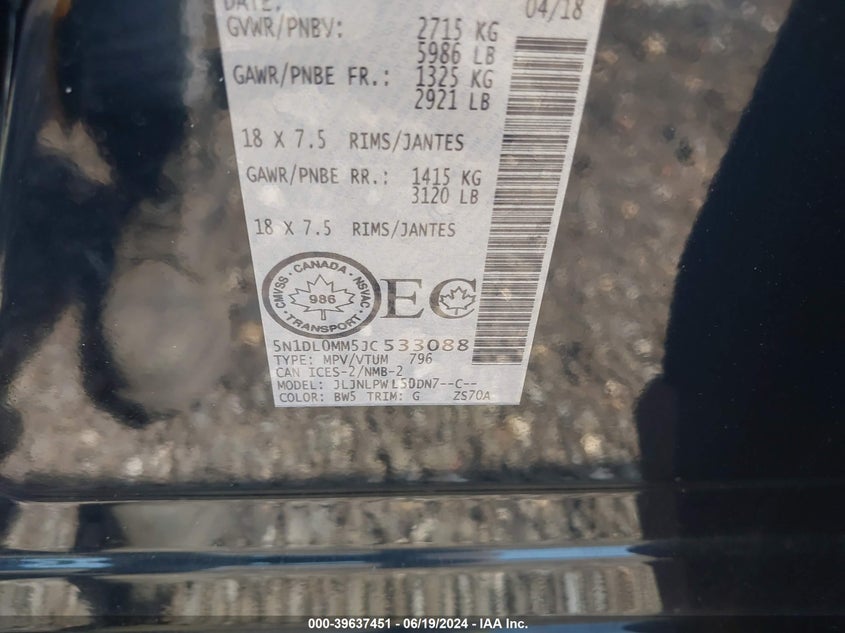 DATE: 04/18
GVWR/PNBV: 2715 KG
5986 LB
GAWR/PNBE FR.: 1325 KG
2921 LB
18 X 7.5 RIMS/JANTES
GAWR/PNBE RR.: 1415 KG
3120 LB
18 X 7.5 RIMS/JANTES
CMVSS · CANADA · NSVAC · TRANSPORT
986
EC
5N1DL0MM5JC533088
TYPE: MPV/VTUM 796
CAN ICES-2/NMB-2
MODEL: JLJNLPWL50DN7--C--
COLOR: BW5 TRIM: G ZS70A
000-39637451 - 06/19/2024 - IAA Inc.